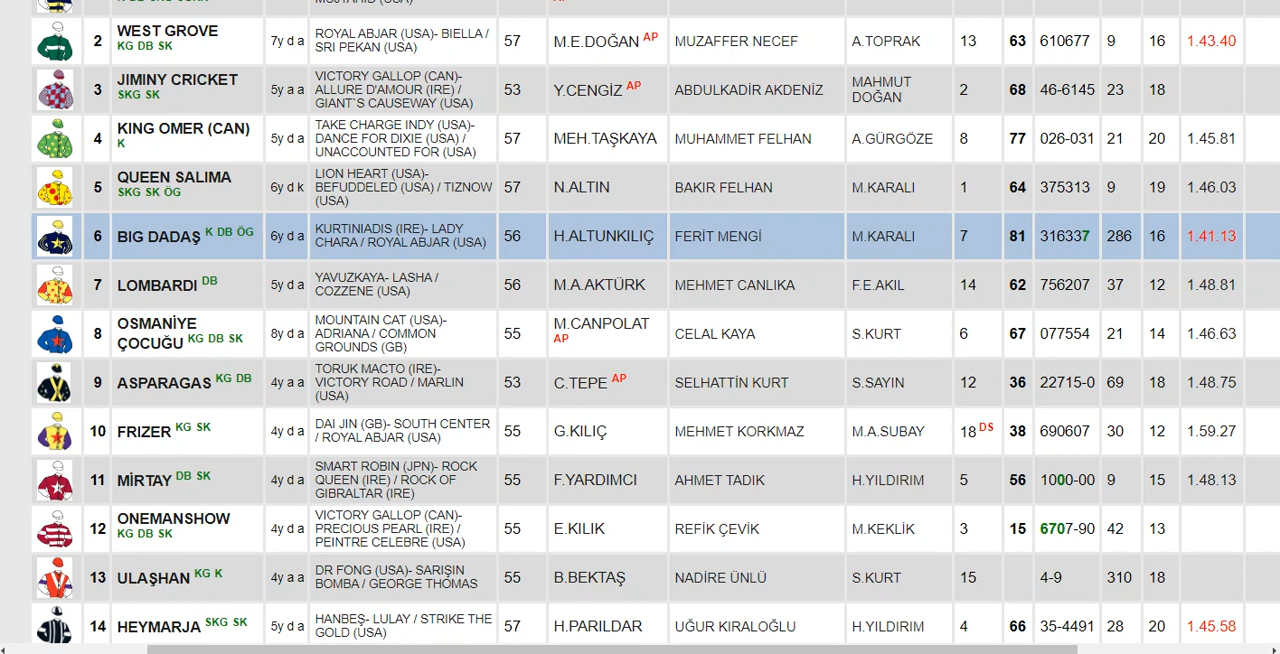 2 WEST GROVE KG DB SK 7y d a ROYAL ABJAR (USA)- BIELLA / SRI PEKAN (USA) 57 M.E.DOĞAN AP MUZAFFER NECEF A.TOPRAK 13 63 610677 9 16 1.43.40
3 JIMINY CRICKET SKG SK 5y a a VICTORY GALLOP (CAN)- ALLURE D'AMOUR (IRE) / GIANT`S CAUSEWAY (USA) 53 Y.CENGİZ AP ABDULKADİR AKDENİZ MAHMUT DOĞAN 2 68 46-6145 23 18
4 KING OMER (CAN) K 5y d a TAKE CHARGE INDY (USA)- DANCE FOR DIXIE (USA) / UNACCOUNTED FOR (USA) 57 MEH.TAŞKAYA MUHAMMET FELHAN A.GÜRGÖZE 8 77 026-031 21 20 1.45.81
5 QUEEN SALIMA SKG SK ÖG 6y d k LION HEART (USA)- BEFUDDELED (USA) / TIZNOW (USA) 57 N.ALTIN BAKIR FELHAN M.KARALI 1 64 375313 9 19 1.46.03
6 BIG DADAŞ K DB ÖG 6y d a KURTINIADIS (IRE)- LADY CHARA / ROYAL ABJAR (USA) 56 H.ALTUNKILIÇ FERİT MENGİ M.KARALI 7 81 316337 286 16 1.41.13
7 LOMBARDI DB 5y d a YAVUZKAYA- LASHA / COZZENE (USA) 56 M.A.AKTÜRK MEHMET CANLIKA F.E.AKIL 14 62 756207 37 12 1.48.81
8 OSMANİYE ÇOCUĞU KG DB SK 8y d a MOUNTAIN CAT (USA)- ADRIANA / COMMON GROUNDS (GB) 55 M.CANPOLAT AP CELAL KAYA S.KURT 6 67 077554 21 14 1.46.63
9 ASPARAGAS KG DB 4y a a TORUK MACTO (IRE)- VICTORY ROAD / MARLIN (USA) 53 C.TEPE AP SELHATTİN KURT S.SAYIN 12 36 22715-0 69 18 1.48.75
10 FRIZER KG SK 4y d a DAI JIN (GB)- SOUTH CENTER / ROYAL ABJAR (USA) 55 G.KILIÇ MEHMET KORKMAZ M.A.SUBAY 18 DS 38 690607 30 12 1.59.27
11 MİRTAY DB SK 4y d a SMART ROBIN (JPN)- ROCK QUEEN (IRE) / ROCK OF GIBRALTAR (IRE) 55 F.YARDIMCI AHMET TADIK H.YILDIRIM 5 56 1000-00 9 15 1.48.13
12 ONEMANSHOW KG DB SK 4y d a VICTORY GALLOP (CAN)- PRECIOUS PEARL (IRE) / PEINTRE CELEBRE (USA) 55 E.KILIK REFİK ÇEVİK M.KEKLİK 3 15 6707-90 42 13
13 ULAŞHAN KG K 4y a a DR FONG (USA)- SARIŞIN BOMBA / GEORGE THOMAS 55 B.BEKTAŞ NADİRE ÜNLÜ S.KURT 15 4-9 310 18
14 HEYMARJA SKG SK 5y d a HANBEŞ- LULAY / STRIKE THE GOLD (USA) 57 H.PARILDAR UĞUR KIRALOĞLU H.YILDIRIM 4 66 35-4491 28 20 1.45.58